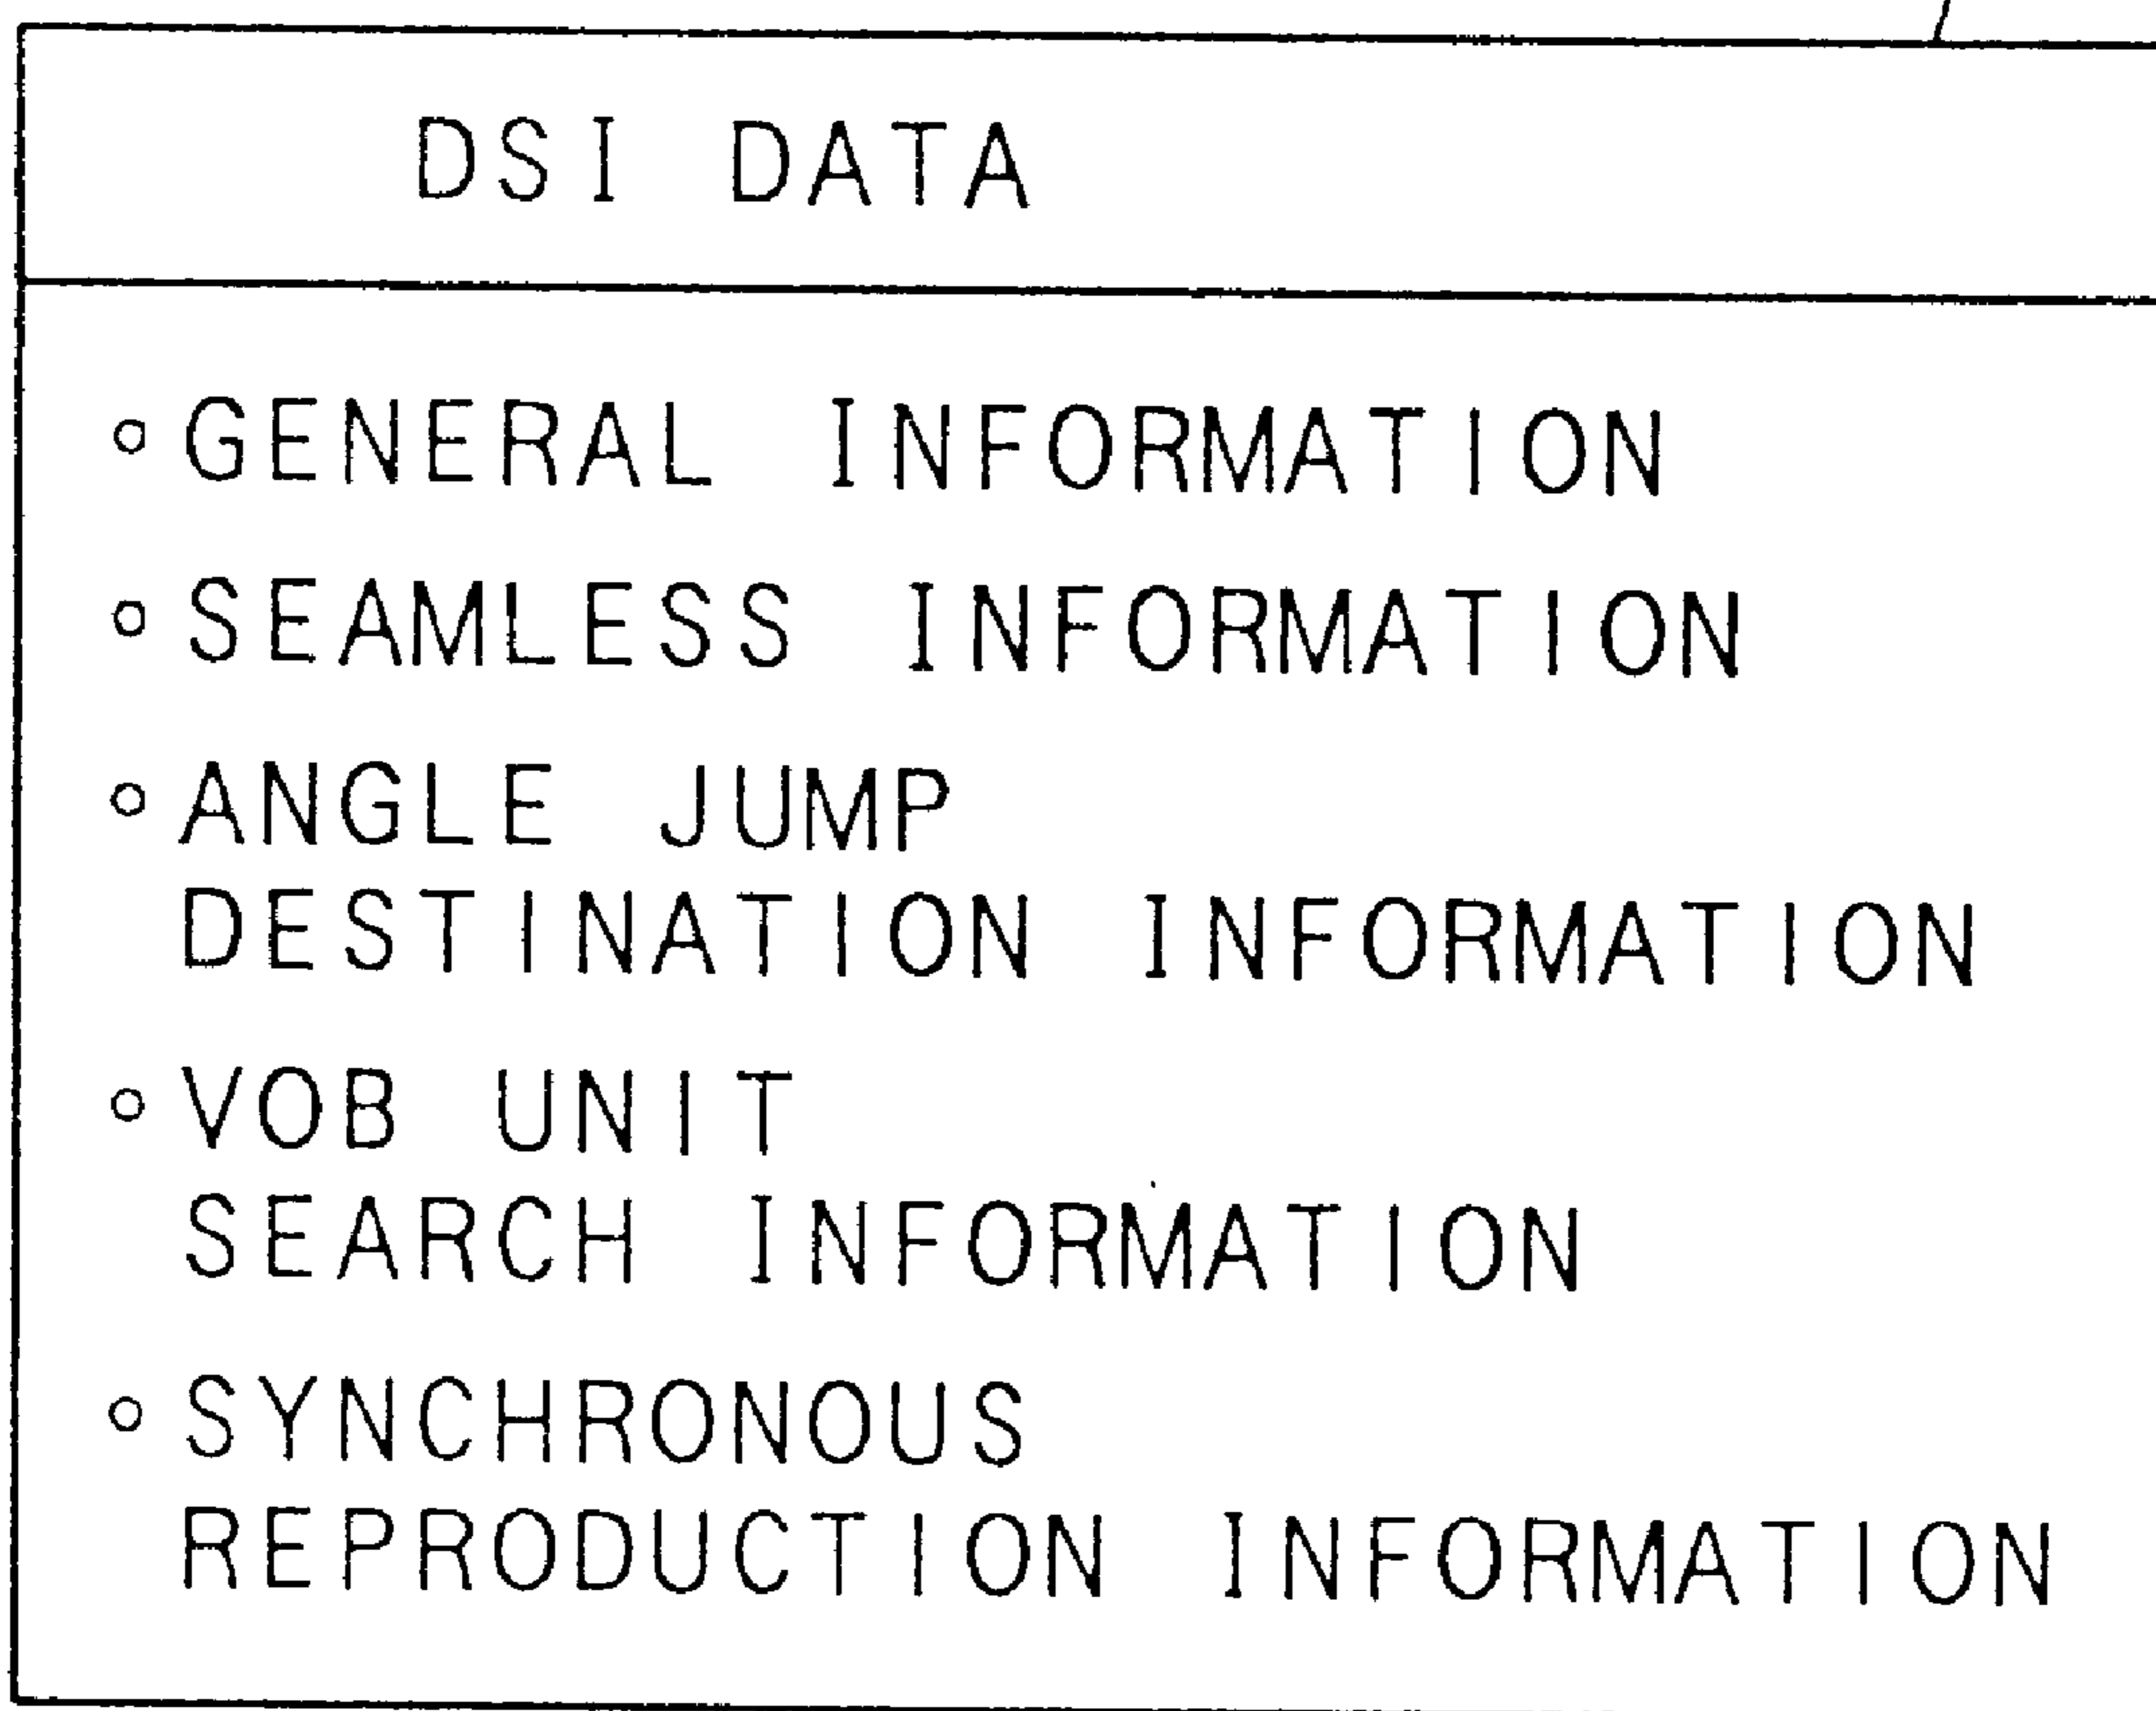 DSI DATA
◦ GENERAL INFORMATION
◦ SEAMLESS INFORMATION
◦ ANGLE JUMP
DESTINATION INFORMATION
◦ VOB UNIT
SEARCH INFORMATION
◦ SYNCHRONOUS
REPRODUCTION INFORMATION